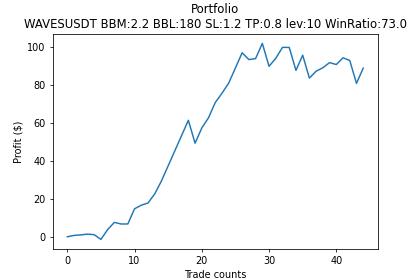 Portfolio
WAVESUSDT BBM:2.2 BBL:180 SL:1.2 TP:0.8 lev:10 WinRatio:73.0
100
80
60
40
20
0
Profit ($)
0 10 20 30 40
Trade counts